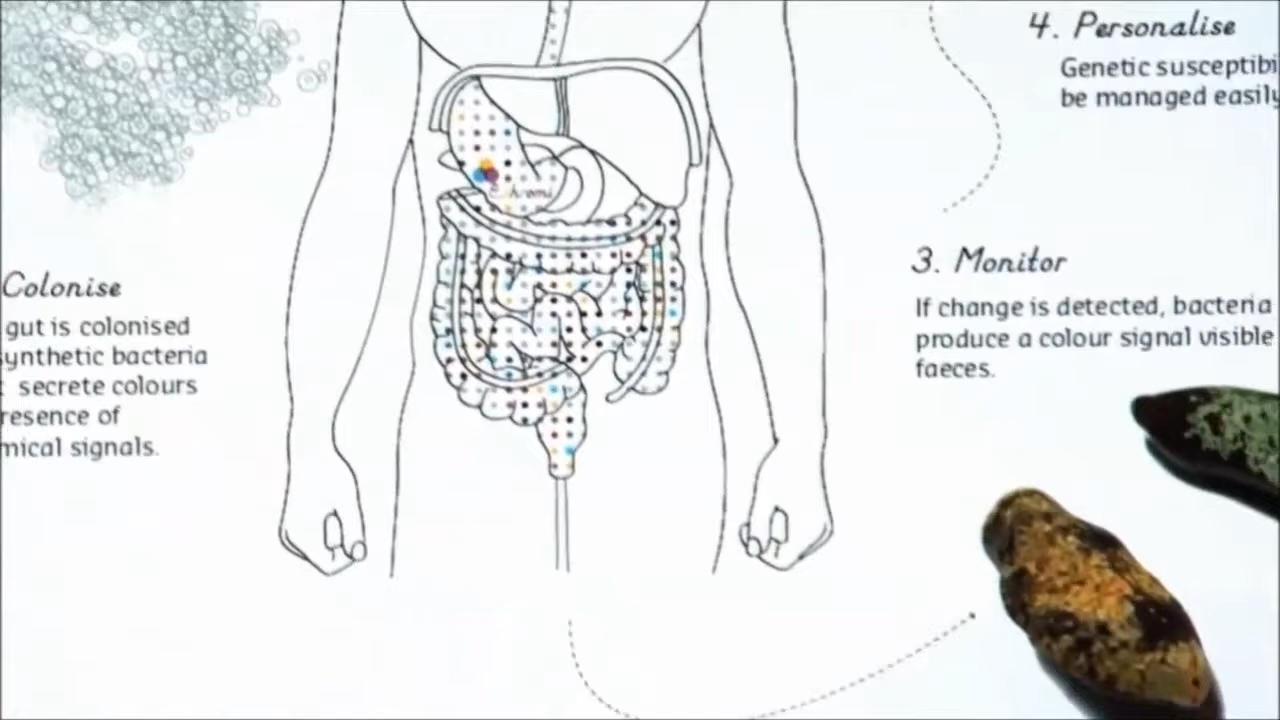 4. Personalise
Genetic susceptibi
be managed easily
3. Monitor
If change is detected, bacteria
produce a colour signal visible
faeces.
Colonise
gut is colonised
synthetic bacteria
secrete colours
resence of
mical signals.